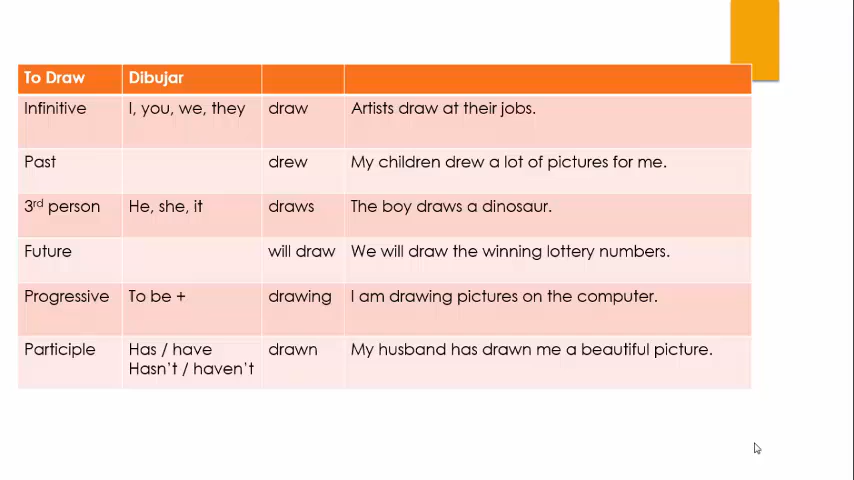 To Draw Dibujar
Infinitive I, you, we, they draw Artists draw at their jobs.
Past drew My children drew a lot of pictures for me.
3rd person He, she, it draws The boy draws a dinosaur.
Future will draw We will draw the winning lottery numbers.
Progressive To be + drawing I am drawing pictures on the computer.
Participle Has / have drawn My husband has drawn me a beautiful picture.
Hasn't / haven't